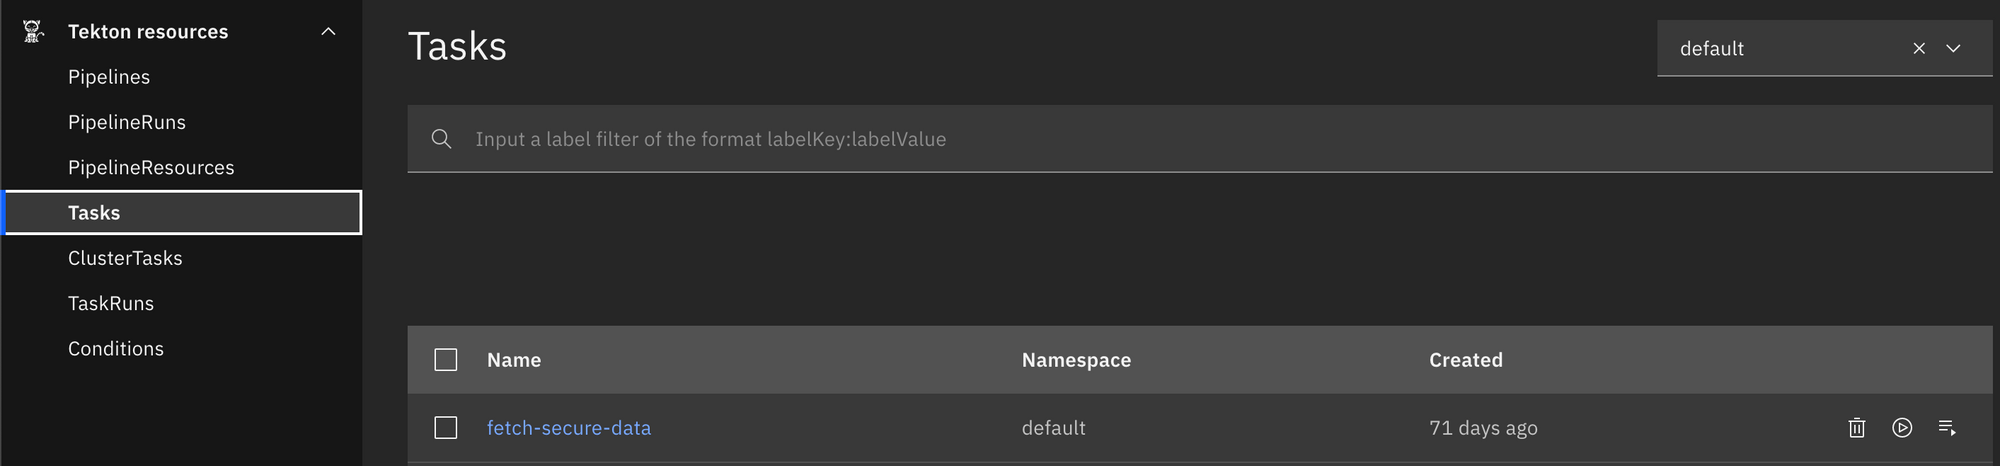 Tekton resources
Pipelines
PipelineRuns
PipelineResources
Tasks
ClusterTasks
TaskRuns
Conditions
Tasks
default
Input a label filter of the format labelKey:labelValue
Name Namespace Created
fetch-secure-data default 71 days ago